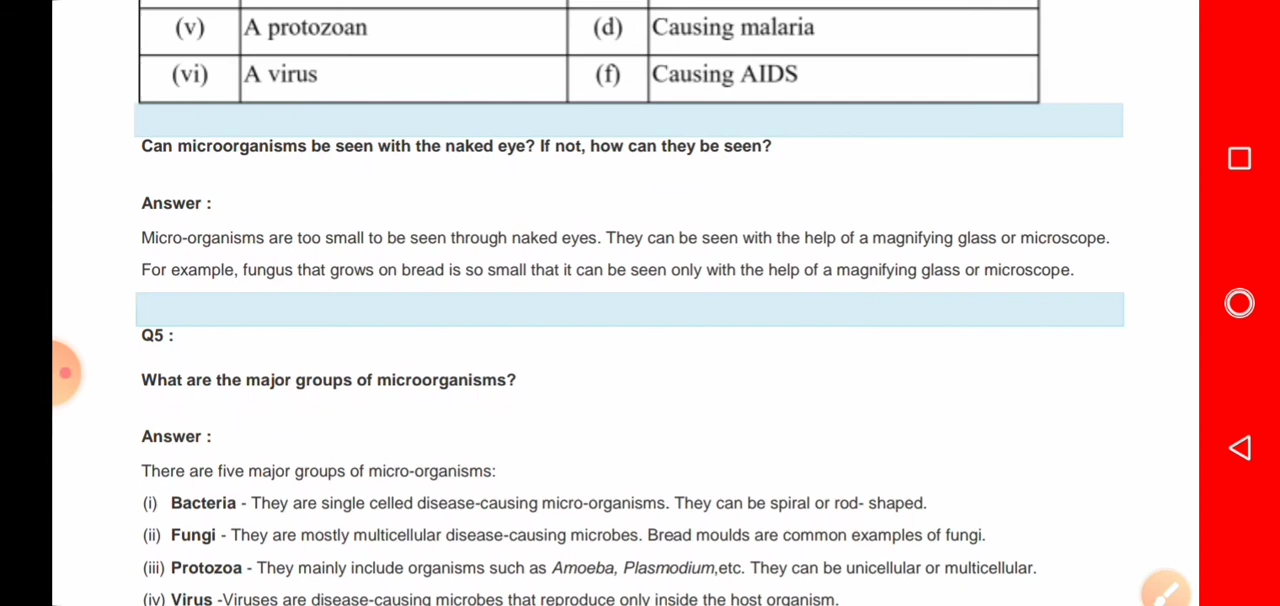 (v) A protozoan (d) Causing malaria
(vi) A virus (f) Causing AIDS
Can microorganisms be seen with the naked eye? If not, how can they be seen?
Answer :
Micro-organisms are too small to be seen through naked eyes. They can be seen with the help of a magnifying glass or microscope.
For example, fungus that grows on bread is so small that it can be seen only with the help of a magnifying glass or microscope.
Q5 :
What are the major groups of microorganisms?
Answer :
There are five major groups of micro-organisms:
(i) Bacteria - They are single celled disease-causing micro-organisms. They can be spiral or rod- shaped.
(ii) Fungi - They are mostly multicellular disease-causing microbes. Bread moulds are common examples of fungi.
(iii) Protozoa - They mainly include organisms such as Amoeba, Plasmodium,etc. They can be unicellular or multicellular.
(iv) Virus -Viruses are disease-causing microbes that reproduce only inside the host organism.